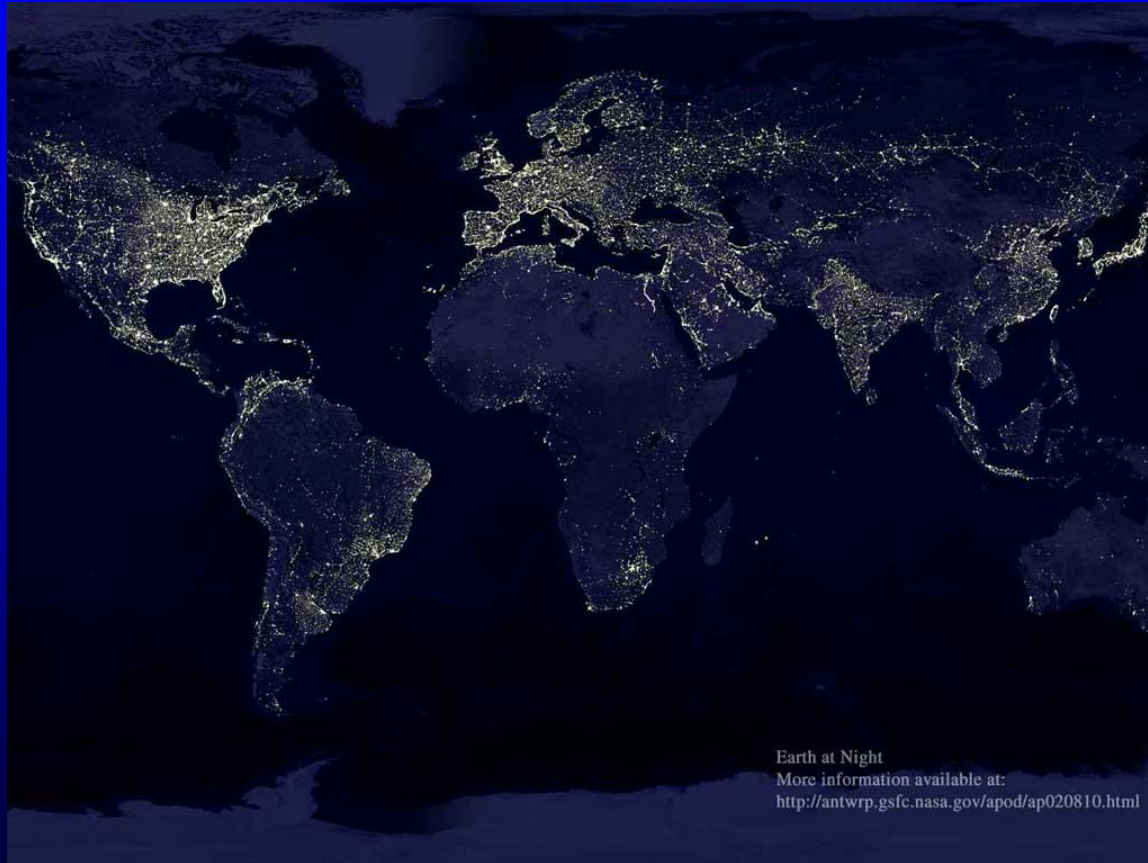 Earth at Night
More information available at:
http://antwrp.gsfc.nasa.gov/apod/ap020810.html